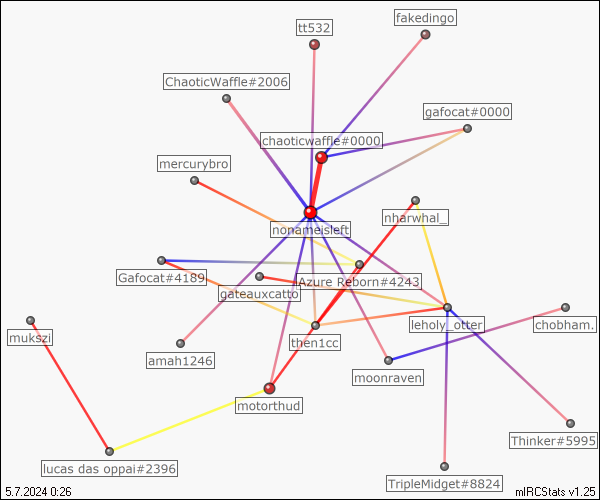 fakedingo
tt532
ChaoticWaffle#2006
gafocat#0000
chaoticwaffle#0000
mercurybro
nharwhal_
nonameisleft
Gafocat#4189
Azure Reborn#4243
gateauxcatto
leholy_otter
chobham.
mukszi
then1cc
amah1246
moonraven
motorthud
Thinker#5995
lucas das oppai#2396
TripleMidget#8824
5.7.2024 0:26
mIRCStats v1.25